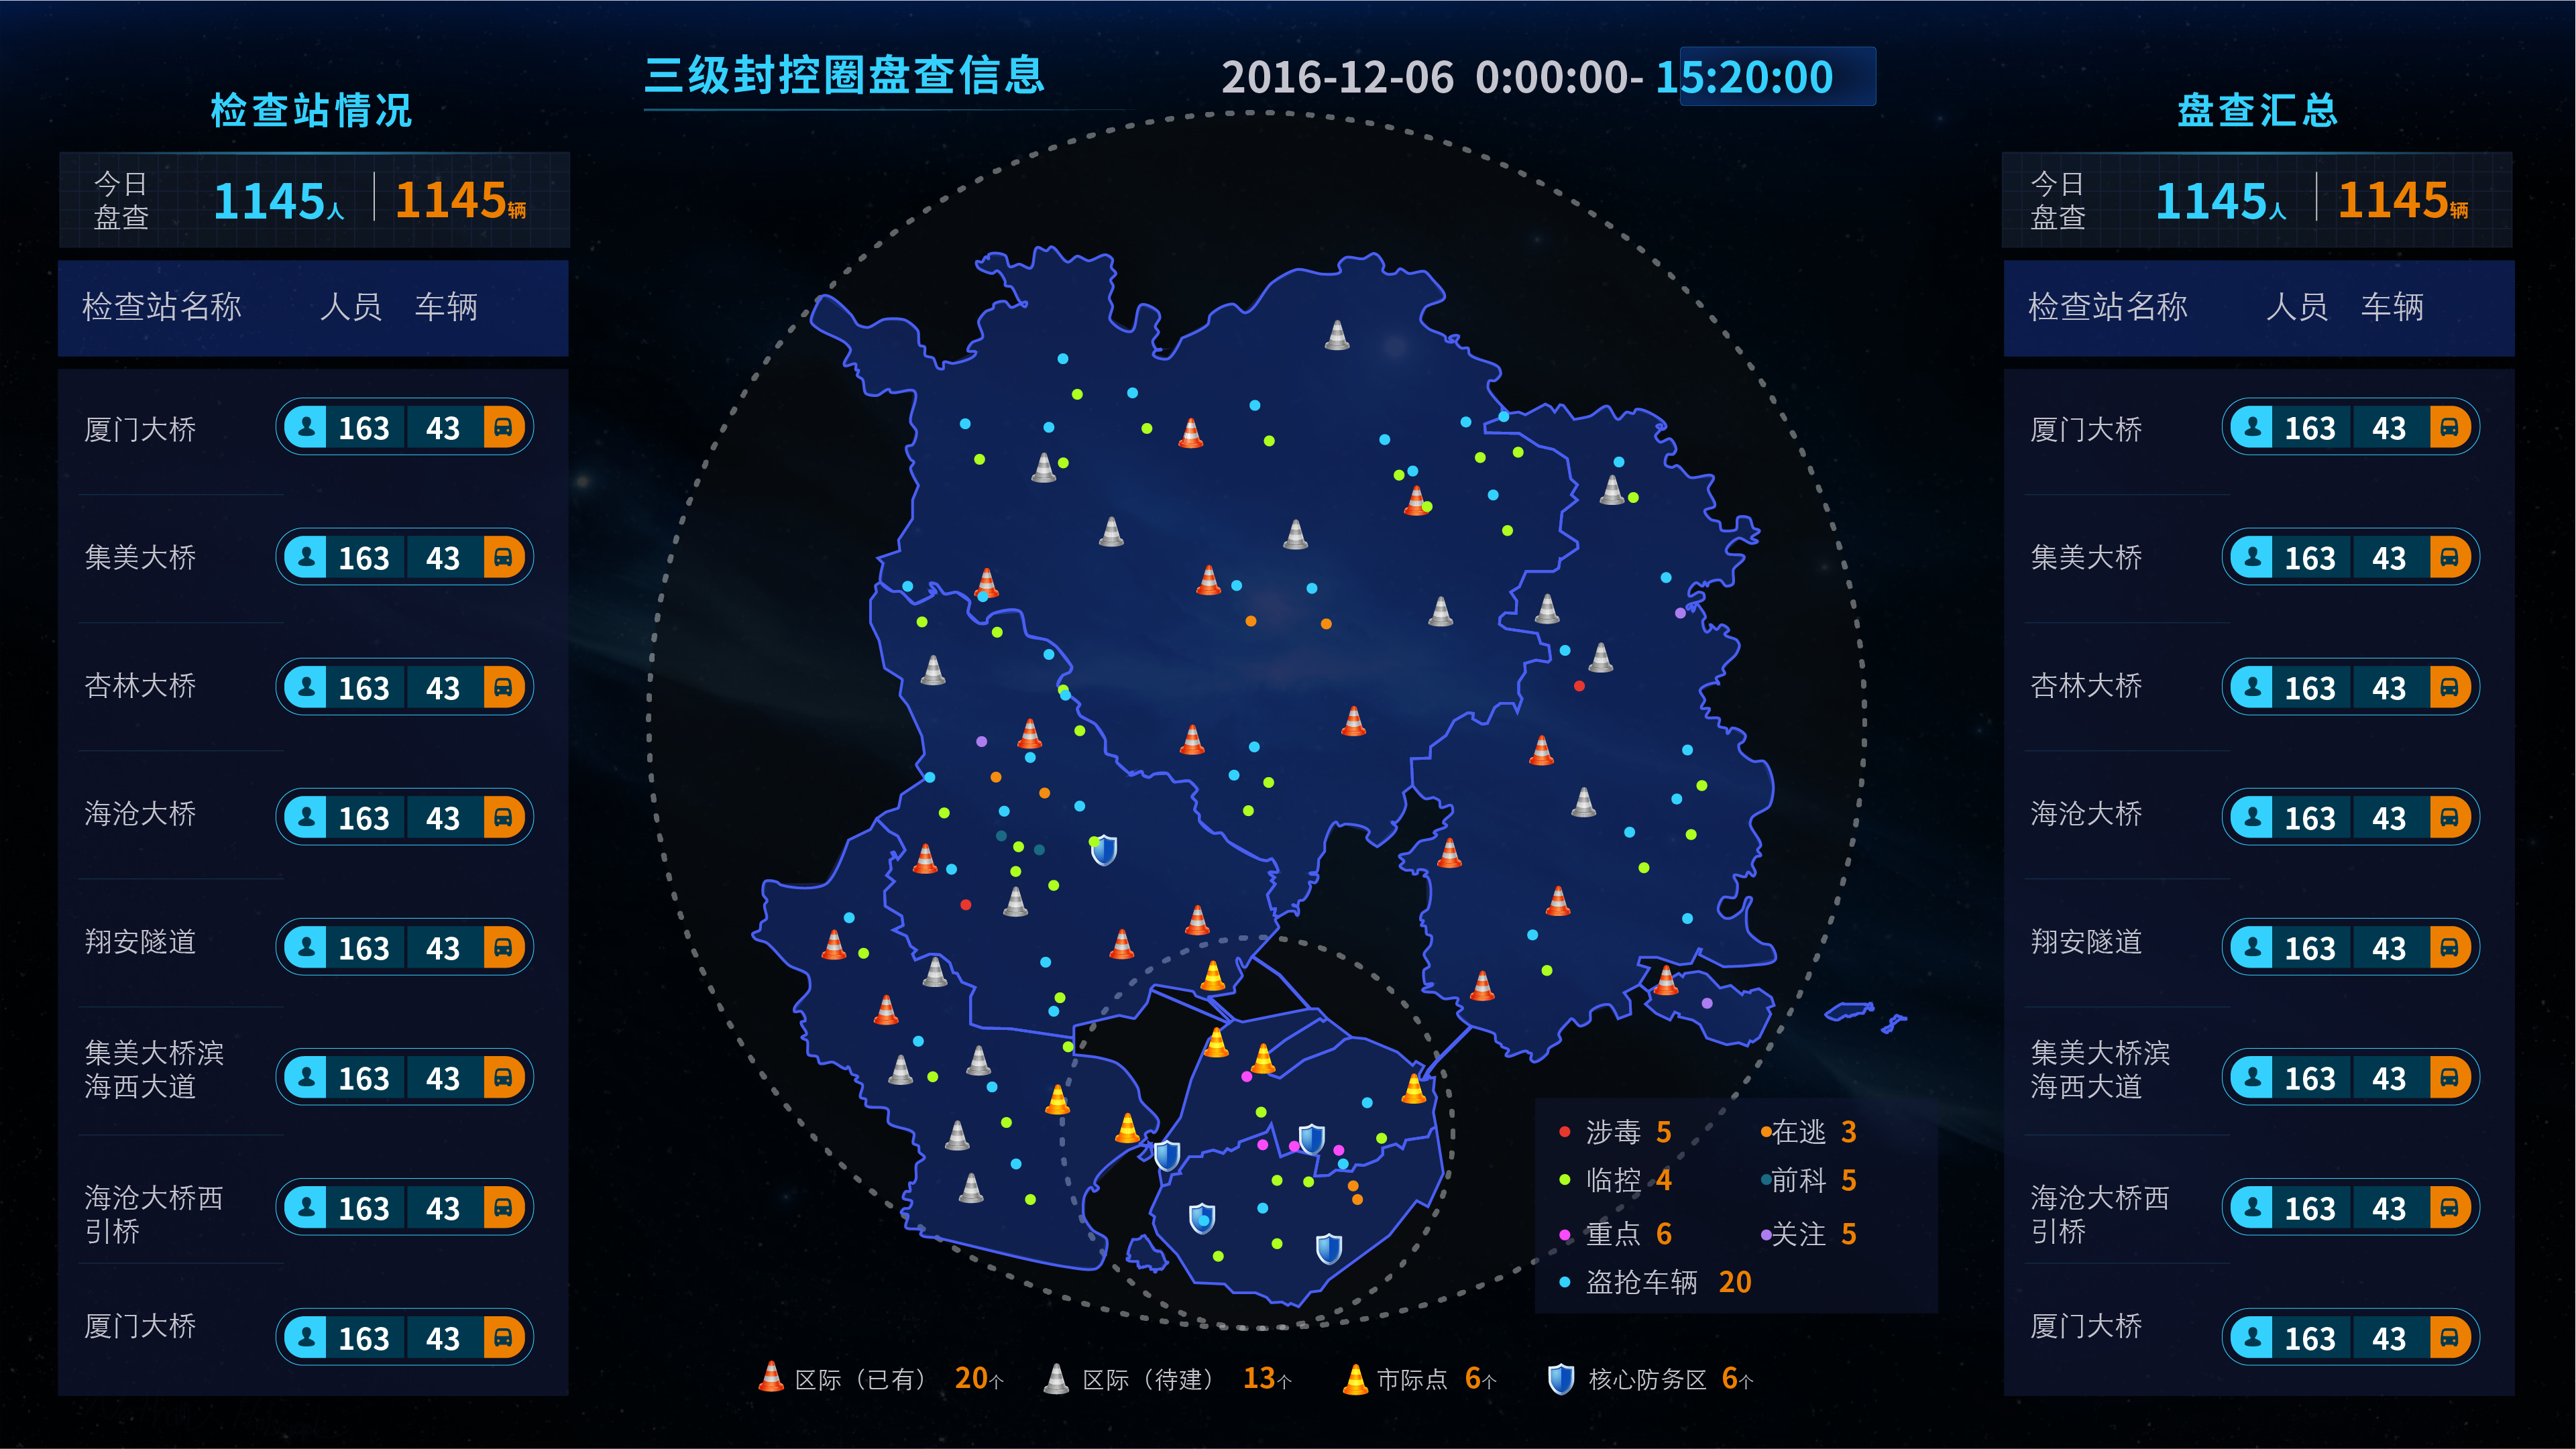 三级封控圈盘查信息
2016-12-06 0:00:00- 15:20:00
检查站情况
今日
盘查
1145人
1145辆
检查站名称 人员 车辆
厦门大桥 163 43
集美大桥 163 43
杏林大桥 163 43
海沧大桥 163 43
翔安隧道 163 43
集美大桥滨
海西大道
163 43
海沧大桥西
引桥
163 43
厦门大桥 163 43
涉毒 5
在逃 3
临控 4
前科 5
重点 6
关注 5
盗抢车辆 20
区际（已有） 20个
区际（待建） 13个
市际点 6个
核心防务区 6个
盘查汇总
今日
盘查
1145人
1145辆
检查站名称 人员 车辆
厦门大桥 163 43
集美大桥 163 43
杏林大桥 163 43
海沧大桥 163 43
翔安隧道 163 43
集美大桥滨
海西大道
163 43
海沧大桥西
引桥
163 43
厦门大桥 163 43